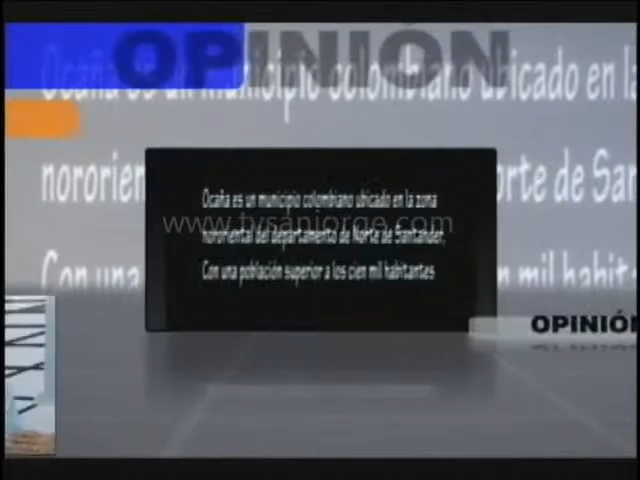 OPINIÓN
Ocaña es un municipio colombiano ubicado en la
nororien
orte de San
Con una
n mil habit
Ocaña es un municipio colombiano ubicado en la zona
nororiental del departamento de Norte de Santander,
Con una población superior a los cien mil habitantes
www.tvsanjorge.com
OPINIÓN